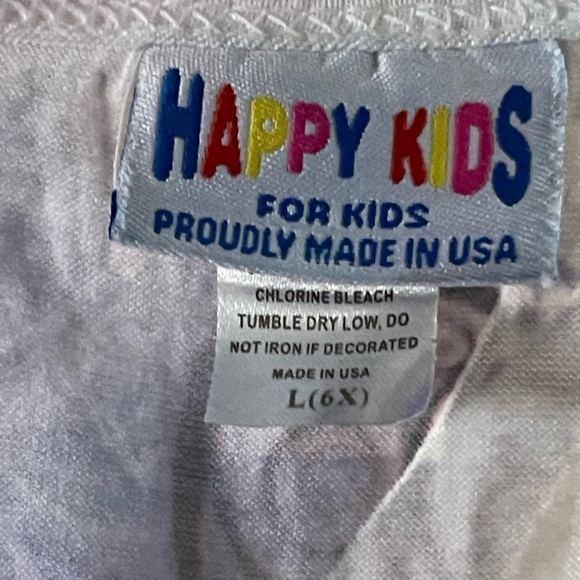 HAPPY KIDS
FOR KIDS
PROUDLY MADE IN USA
CHLORINE BLEACH
TUMBLE DRY LOW, DO
NOT IRON IF DECORATED
MADE IN USA
L(6X)